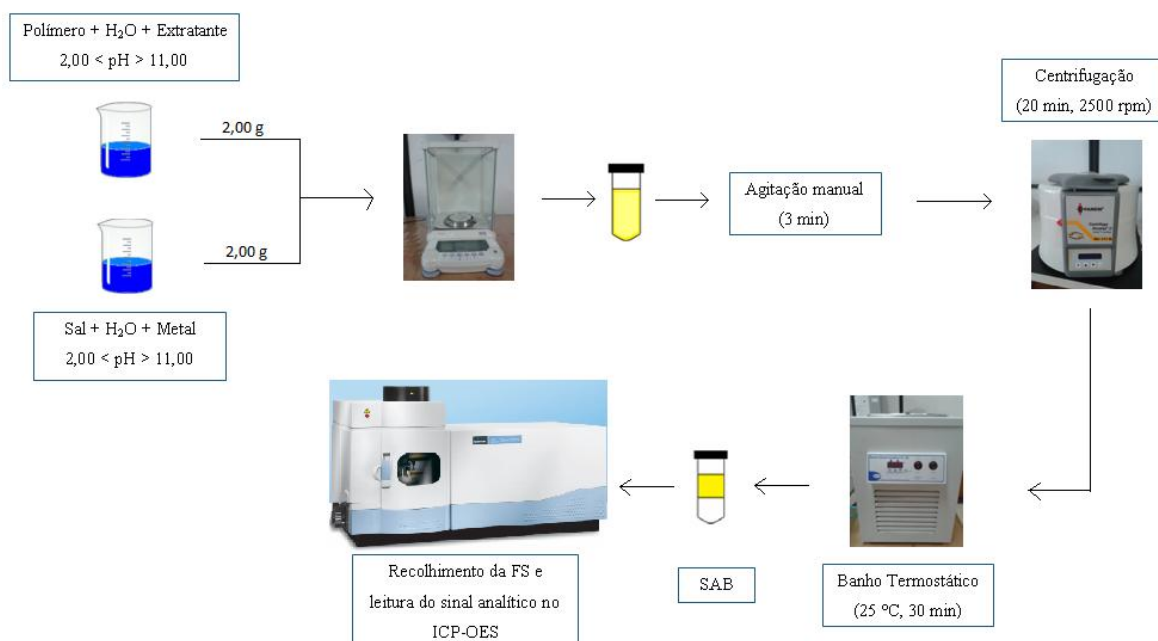 Polímero + H₂O + Extratante
2,00 < pH > 11,00
2,00 g
2,00 g
Sal + H₂O + Metal
2,00 < pH > 11,00
Agitação manual
(3 min)
Centrifugação
(20 min, 2500 rpm)
Banho Termostático
(25 °C, 30 min)
SAB
Recolhimento da FS e
leitura do sinal analítico no
ICP-OES